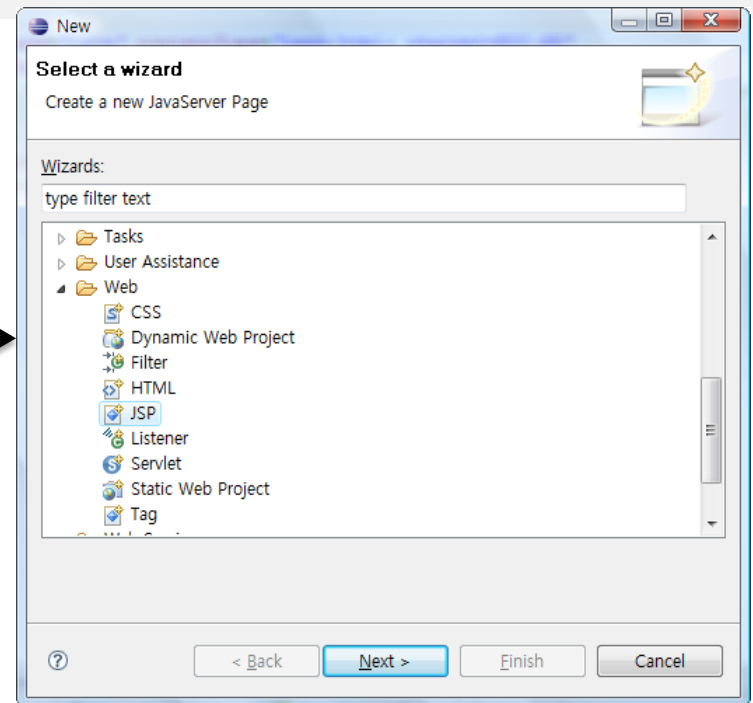 New
Select a wizard
Create a new JavaServer Page
Wizards:
type filter text
Tasks
User Assistance
Web
CSS
Dynamic Web Project
Filter
HTML
JSP
Listener
Servlet
Static Web Project
Tag
< Back Next > Finish Cancel